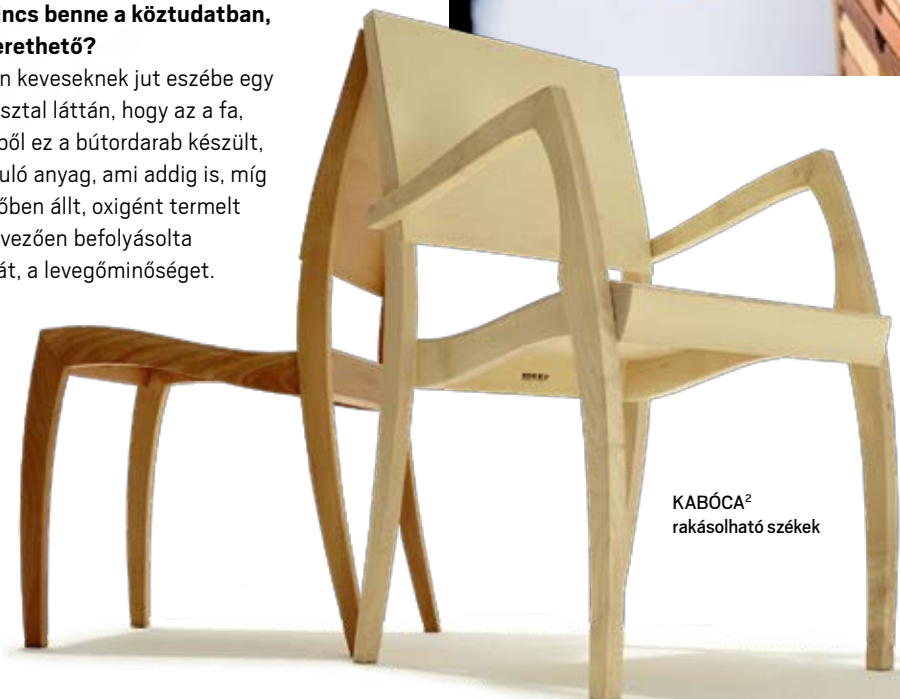 incs benne a köztudatban,
erethető?
n keveseknek jut eszébe egy
sztal láttán, hogy az a fa,
ből ez a bútordarab készült,
uló anyag, ami addig is, míg
őben állt, oxigént termelt
vezően befolyásolta
át, a levegőminőséget.
KABÓCA²
rakásolható székek